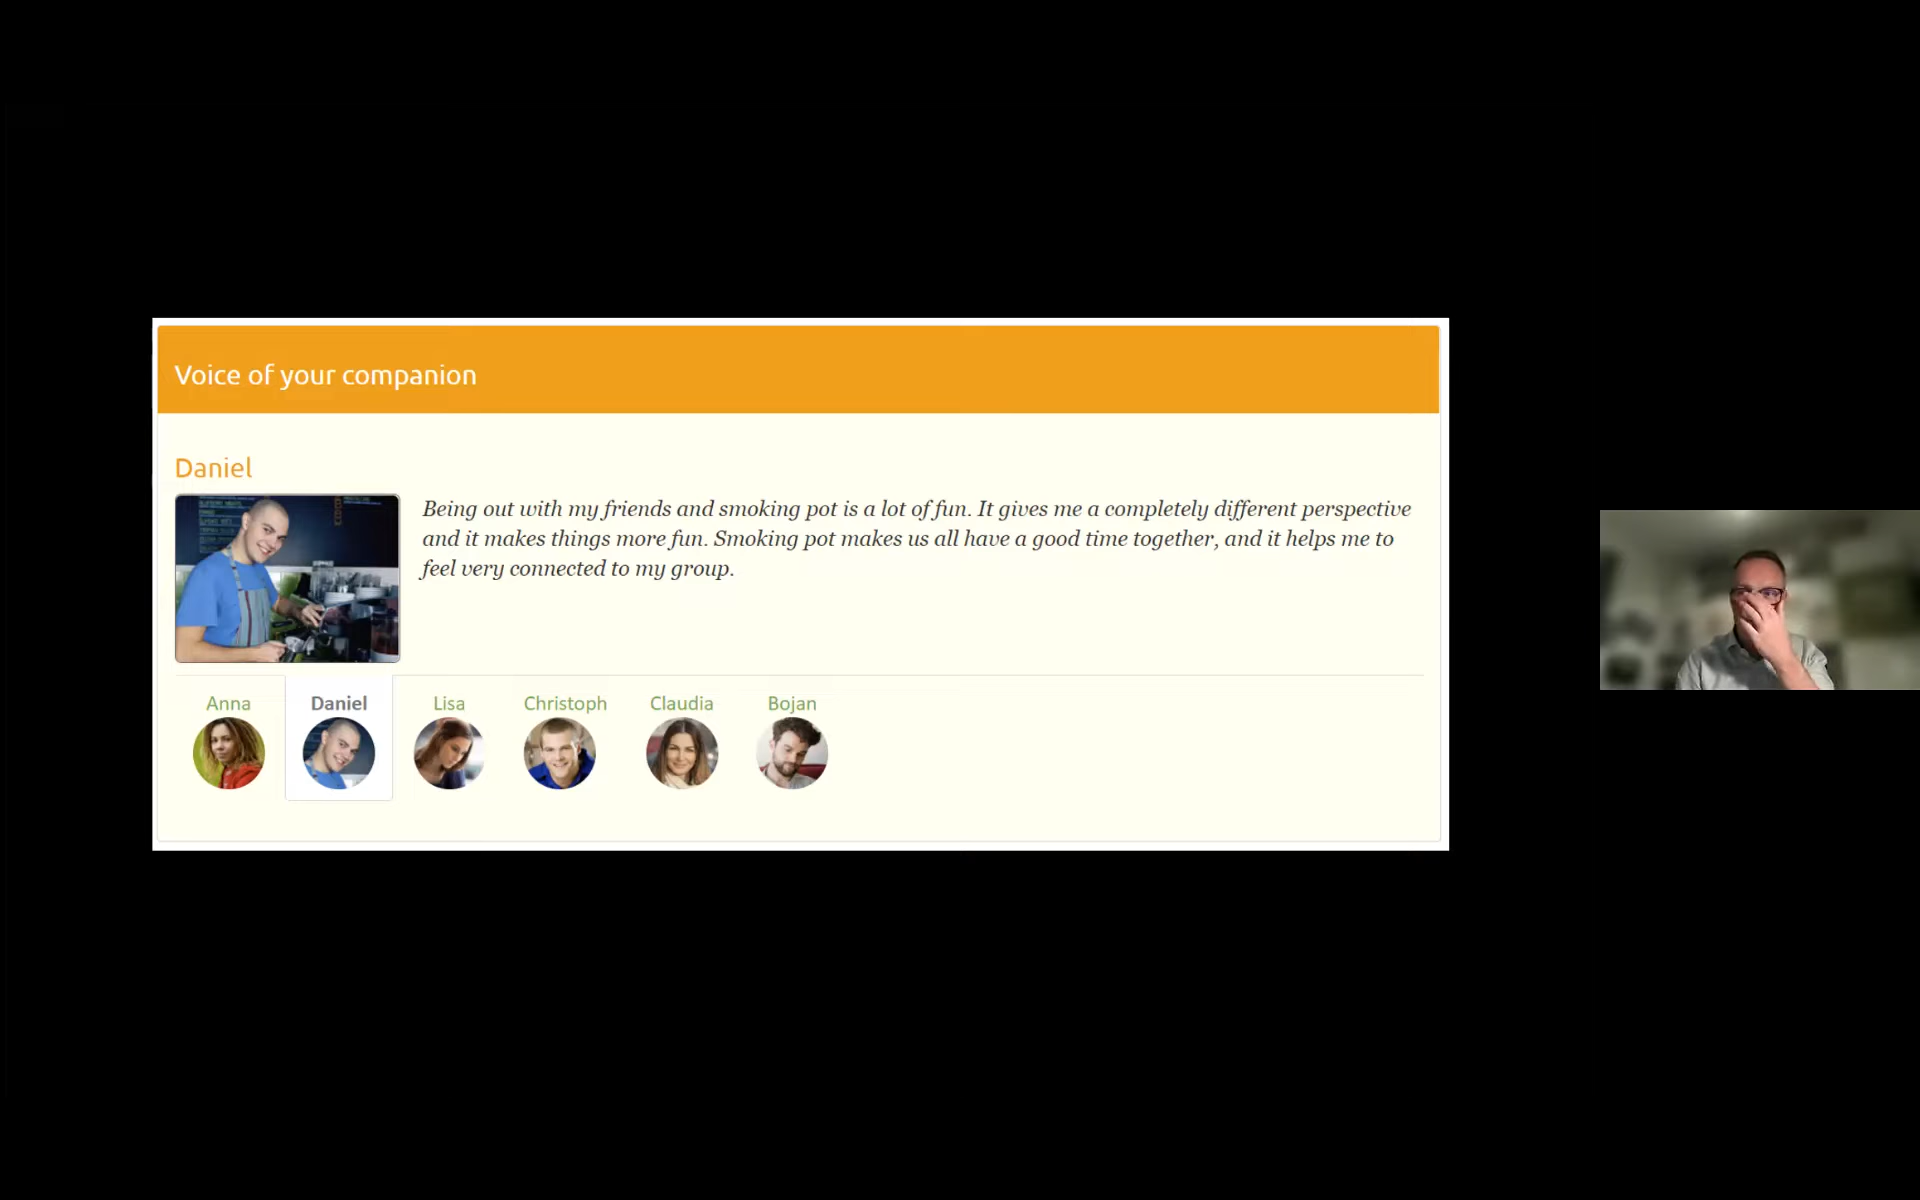 Voice of your companion
Daniel
Being out with my friends and smoking pot is a lot of fun. It gives me a completely different perspective
and it makes things more fun. Smoking pot makes us all have a good time together, and it helps me to
feel very connected to my group.
Anna Daniel Lisa Christoph Claudia Bojan